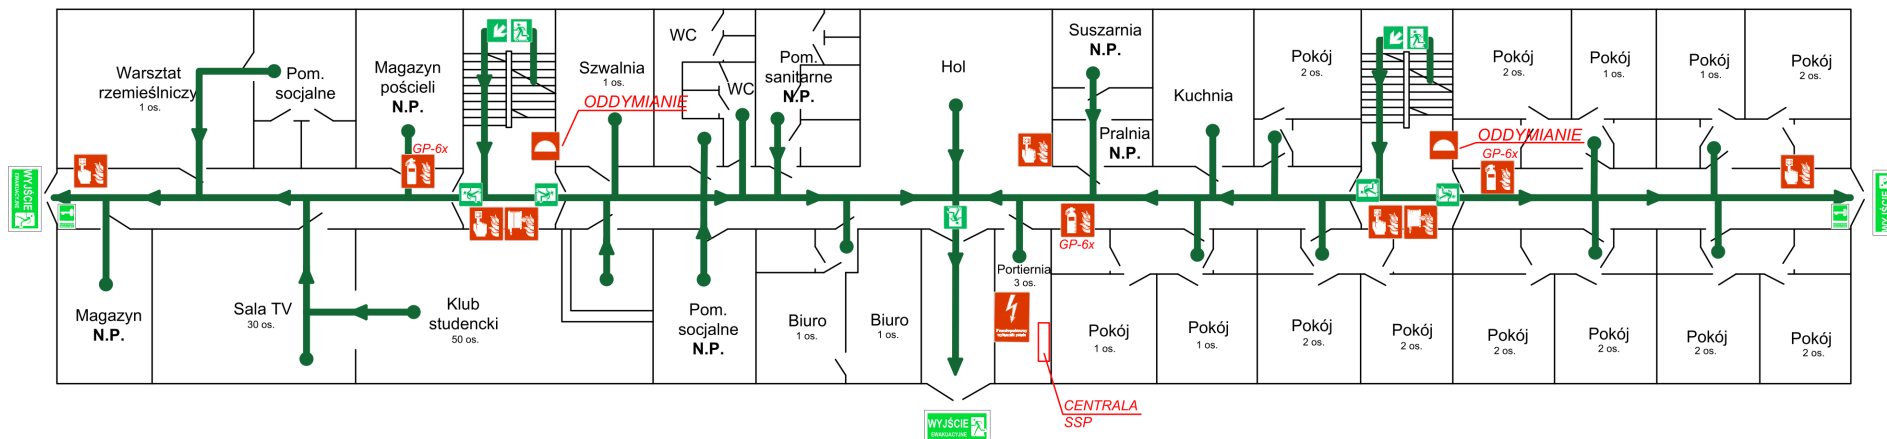 Warsztat
rzemieślniczy
1 os.
Pom.
socjalne
Magazyn
pościeli
N.P.
GP-6x
Szwalnia
1 os.
ODDYMIANIE
WC
WC
Pom.
sanitarne
N.P.
Hol
Suszarnia
N.P.
Pralnia
N.P.
Kuchnia
Pokój
2 os.
ODDYMIANIE
GP-6x
Pokój
2 os.
Pokój
1 os.
Pokój
1 os.
Pokój
2 os.
WYJŚCIE
EWAKUACYJNE
Magazyn
N.P.
Sala TV
30 os.
Klub
studencki
50 os.
Pom.
socjalne
N.P.
Biuro
1 os.
Biuro
1 os.
Portiernia
3 os.
GP-6x
Pokój
1 os.
Pokój
1 os.
Pokój
2 os.
Pokój
2 os.
Pokój
2 os.
Pokój
2 os.
Pokój
2 os.
CENTRALA
SSP
WYJŚCIE
EWAKUACYJNE